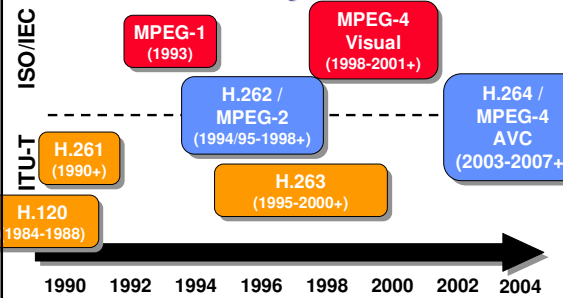 ISO/IEC
MPEG-1
(1993)
MPEG-4
Visual
(1998-2001+)
H.262 /
MPEG-2
(1994/95-1998+)
H.264 /
MPEG-4
AVC
(2003-2007+
ITU-T
H.261
(1990+)
H.263
(1995-2000+)
H.120
(1984-1988)
1990 1992 1994 1996 1998 2000 2002 2004